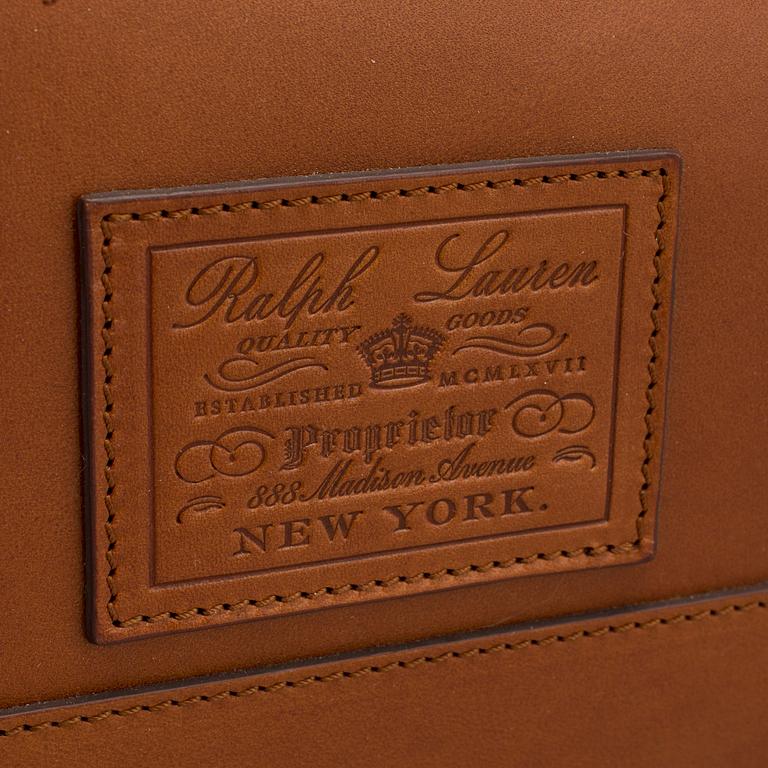 Ralph Lauren
QUALITY GOODS
ESTABLISHED MCMLXVII
Proprietor
888 Madison Avenue
NEW YORK.